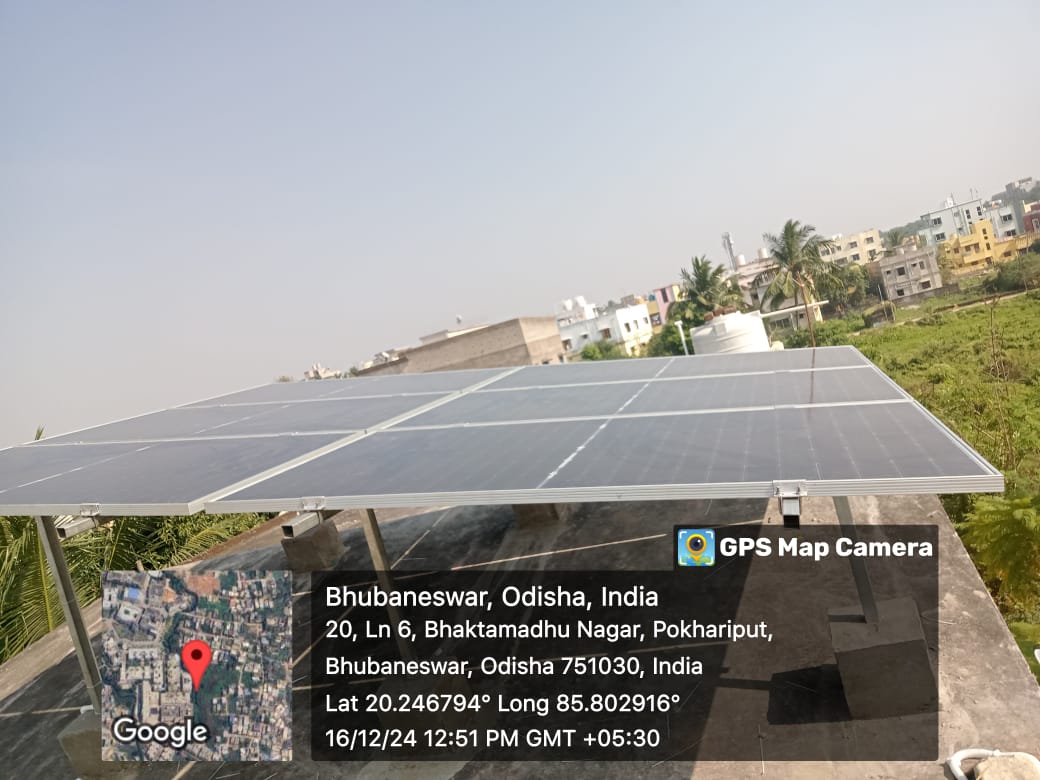 GPS Map Camera
Bhubaneswar, Odisha, India
20, Ln 6, Bhaktamadhu Nagar, Pokhariput,
Bhubaneswar, Odisha 751030, India
Lat 20.246794° Long 85.802916°
16/12/24 12:51 PM GMT +05:30
Google